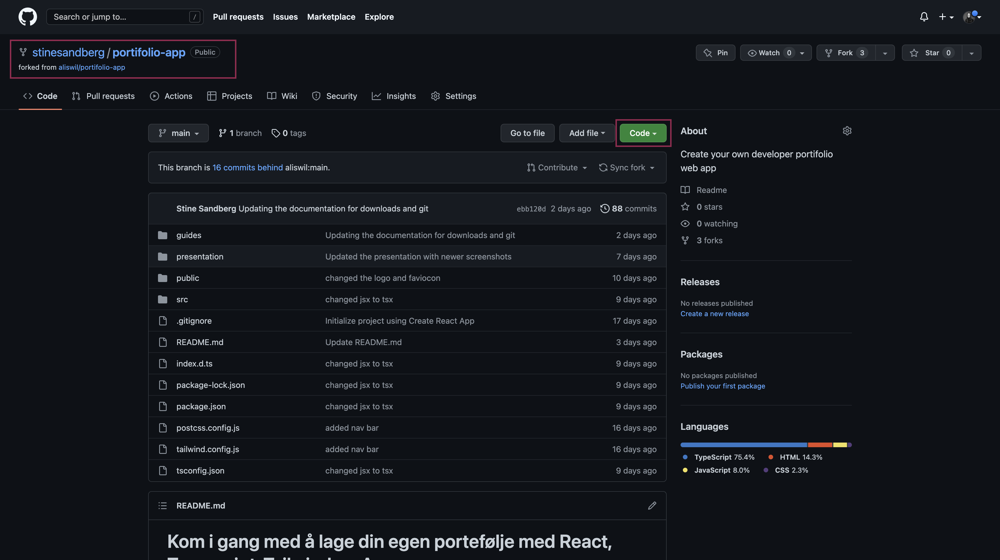 Search or jump to... /
Pull requests Issues Marketplace Explore
stinesandberg / portifolio-app Public
forked from aliswil/portifolio-app
Pin Watch 0 Fork 3 Star 0
Code Pull requests Actions Projects Wiki Security Insights Settings
main 1 branch 0 tags Go to file Add file Code
This branch is 16 commits behind aliswil:main. Contribute Sync fork
Stine Sandberg Updating the documentation for downloads and git ebb120d 2 days ago 88 commits
guides Updating the documentation for downloads and git 2 days ago
presentation Updated the presentation with newer screenshots 7 days ago
public changed the logo and faviocon 10 days ago
src changed jsx to tsx 9 days ago
.gitignore Initialize project using Create React App 17 days ago
README.md Update README.md 3 days ago
index.d.ts changed jsx to tsx 9 days ago
package-lock.json changed jsx to tsx 9 days ago
package.json changed jsx to tsx 9 days ago
postcss.config.js added nav bar 16 days ago
tailwind.config.js added nav bar 16 days ago
tsconfig.json changed jsx to tsx 9 days ago
README.md
Kom i gang med å lage din egen portefølje med React,
About
Create your own developer portifolio
web app
Readme
0 stars
0 watching
3 forks
Releases
No releases published
Create a new release
Packages
No packages published
Publish your first package
Languages
TypeScript 75.4% HTML 14.3%
JavaScript 8.0% CSS 2.3%